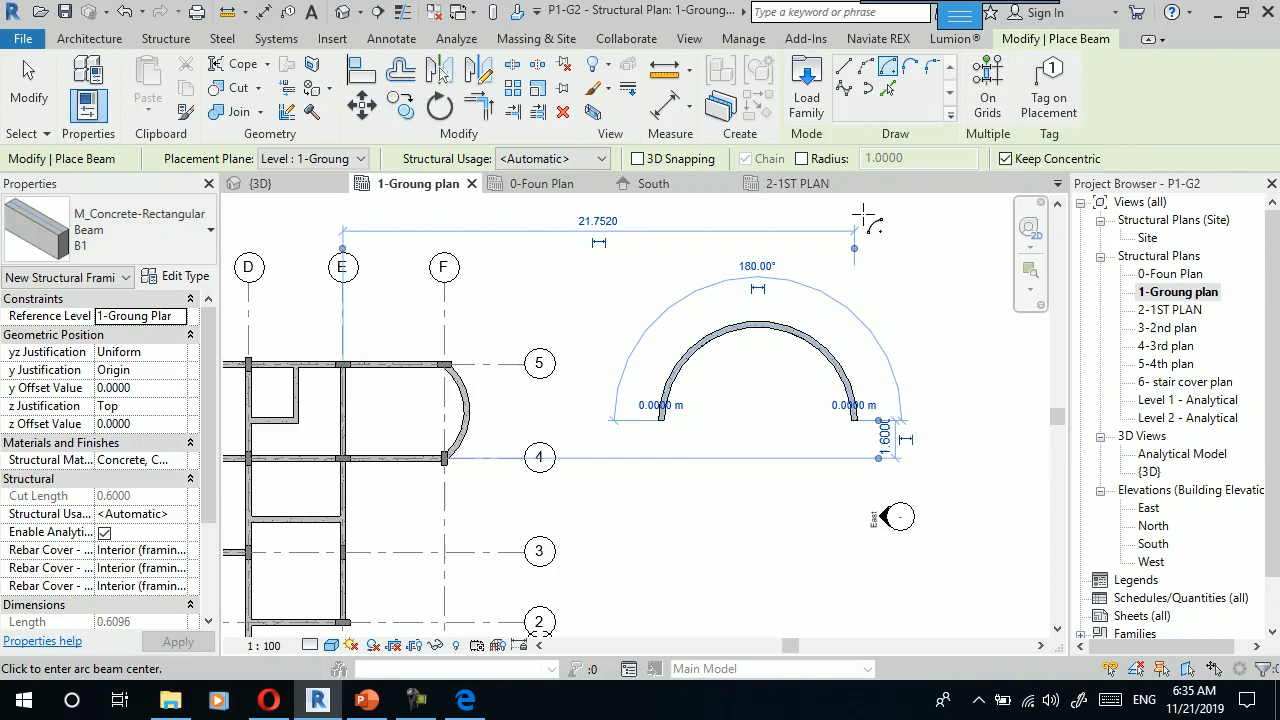 P1-G2 - Structural Plan: 1-Groung...
Type a keyword or phrase
Sign In
File
Architecture
Structure
Steel
Systems
Insert
Annotate
Analyze
Massing & Site
Collaborate
View
Manage
Add-Ins
Naviate REX
Lumion®
Modify | Place Beam
Modify
Properties
Paste
Cope
Cut
Join
Load Family
On Grids
Tag on Placement
Select
Properties
Clipboard
Geometry
Modify
View
Measure
Create
Mode
Draw
Multiple
Tag
Modify | Place Beam
Placement Plane: Level : 1-Groung
Structural Usage: <Automatic>
3D Snapping
Chain
Radius: 1.0000
Keep Concentric
Properties
{3D}
1-Groung plan
0-Foun Plan
South
2-1ST PLAN
Project Browser - P1-G2
M_Concrete-Rectangular
Beam
B1
New Structural Frami
Edit Type
Constraints
Reference Level 1-Groung Plar
Geometric Position
yz Justification Uniform
y Justification Origin
y Offset Value 0.0000
z Justification Top
z Offset Value 0.0000
Materials and Finishes
Structural Mat... Concrete, C...
Structural
Cut Length 0.6000
Structural Usa... <Automatic>
Enable Analyti...
Rebar Cover - ... Interior (framin...
Rebar Cover - ... Interior (framin...
Rebar Cover - ... Interior (framin...
Dimensions
Length 0.6096
Properties help
Apply
21.7520
180.00°
D
E
F
5
0.0000 m
0.0000 m
1.6000
4
East
3
2
2D
Views (all)
Structural Plans (Site)
Site
Structural Plans
0-Foun Plan
1-Groung plan
2-1ST PLAN
3-2nd plan
4-3rd plan
5-4th plan
6- stair cover plan
Level 1 - Analytical
Level 2 - Analytical
3D Views
Analytical Model
{3D}
Elevations (Building Elevatio
East
North
South
West
Legends
Schedules/Quantities (all)
Sheets (all)
Families
1 : 100
Click to enter arc beam center.
:0
Main Model
ENG
6:35 AM
11/21/2019